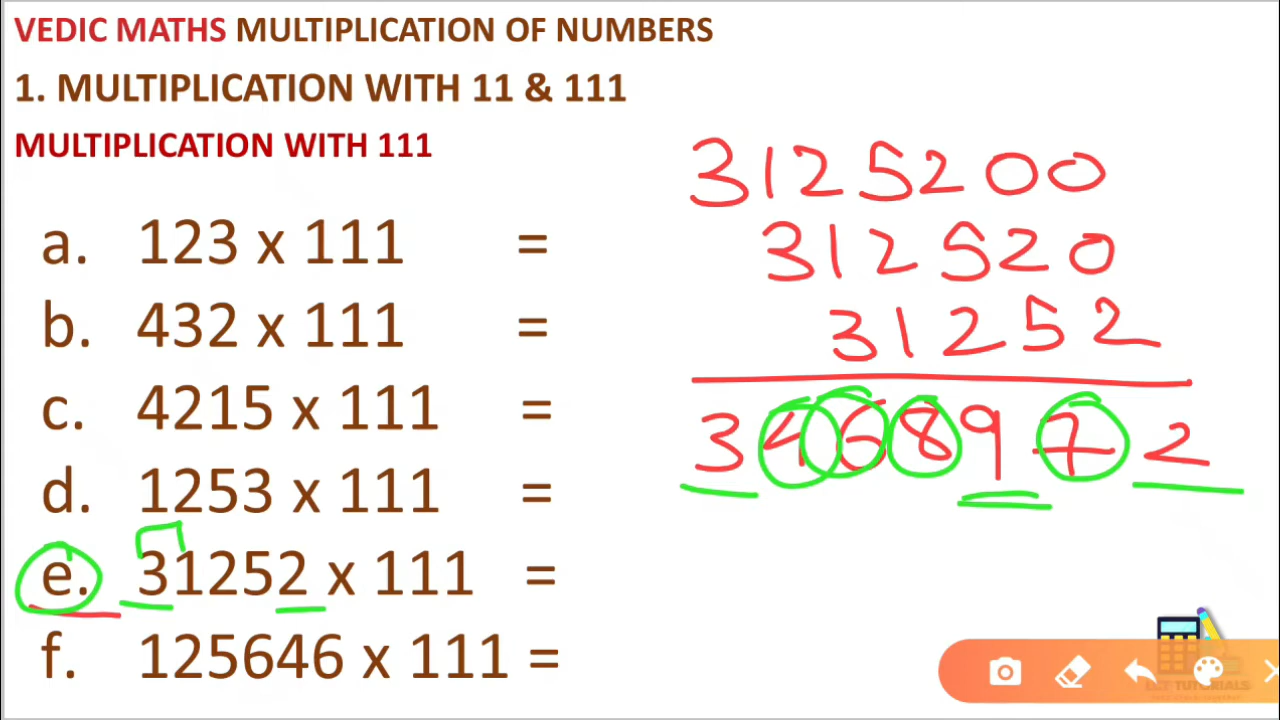 VEDIC MATHS MULTIPLICATION OF NUMBERS
1. MULTIPLICATION WITH 11 & 111
MULTIPLICATION WITH 111
a. 123 x 111 =
b. 432 x 111 =
c. 4215 x 111 =
d. 1253 x 111 =
e. 31252 x 111 =
f. 125646 x 111 =
3125200
312520
31252
3468972
TUTORIALS